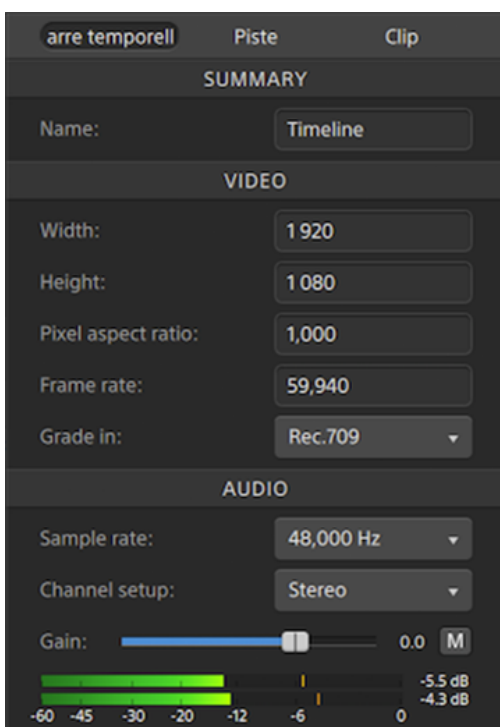 arre temporell Piste Clip
SUMMARY
Name: Timeline
VIDEO
Width: 1 920
Height: 1 080
Pixel aspect ratio: 1,000
Frame rate: 59,940
Grade in: Rec.709
AUDIO
Sample rate: 48,000 Hz
Channel setup: Stereo
Gain: 0.0 M
-5.5 dB
-4.3 dB
-60 -45 -30 -20 -12 -6 0